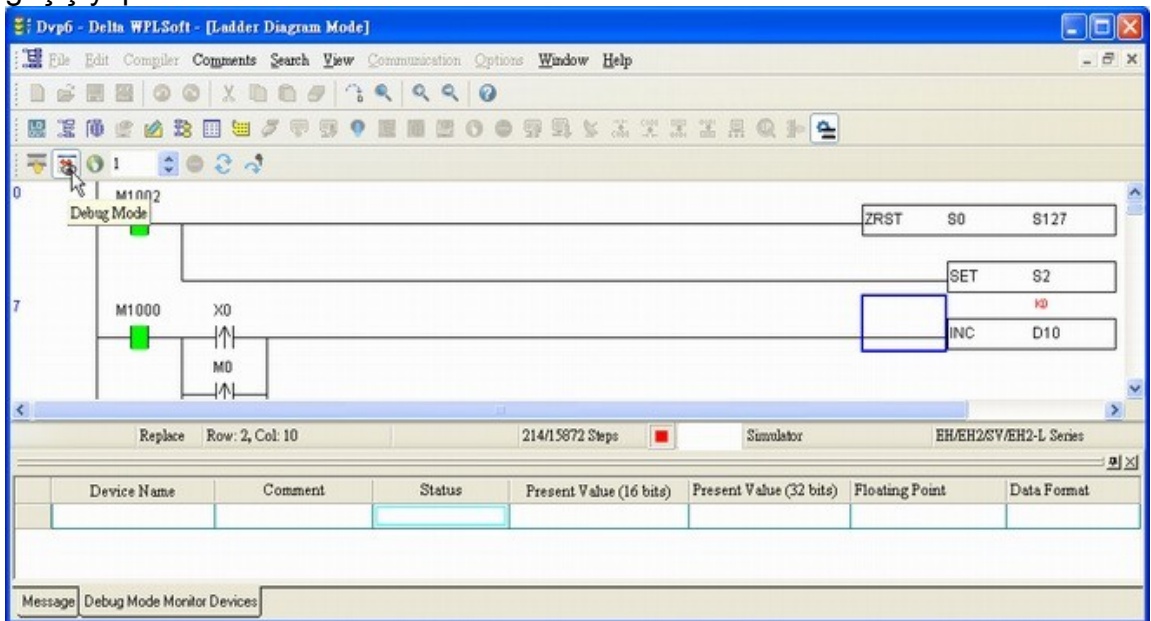 Dvp6 - Delta WPLSoft - [Ladder Diagram Mode]
File Edit Compiler Comments Search View Communication Options Window Help
1
0 M1002
Debug Mode
ZRST S0 S127
SET S2
7 M1000 X0
K0
INC D10
M0
Replace Row: 2, Col: 10 214/15872 Steps Simulator EH/EH2/SV/EH2-L Series
Device Name Comment Status Present Value (16 bits) Present Value (32 bits) Floating Point Data Format
Message Debug Mode Monitor Devices